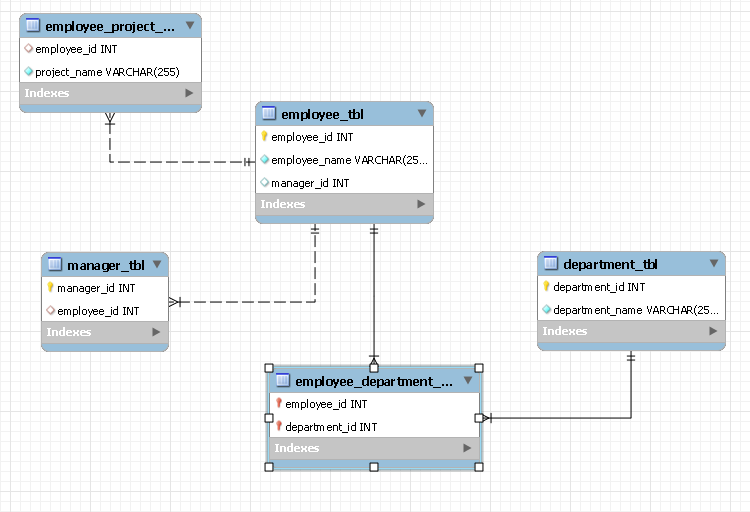 employee_project_...
employee_id INT
project_name VARCHAR(255)
Indexes
employee_tbl
employee_id INT
employee_name VARCHAR(25...
manager_id INT
Indexes
manager_tbl
manager_id INT
employee_id INT
Indexes
department_tbl
department_id INT
department_name VARCHAR(25...
Indexes
employee_department_...
employee_id INT
department_id INT
Indexes